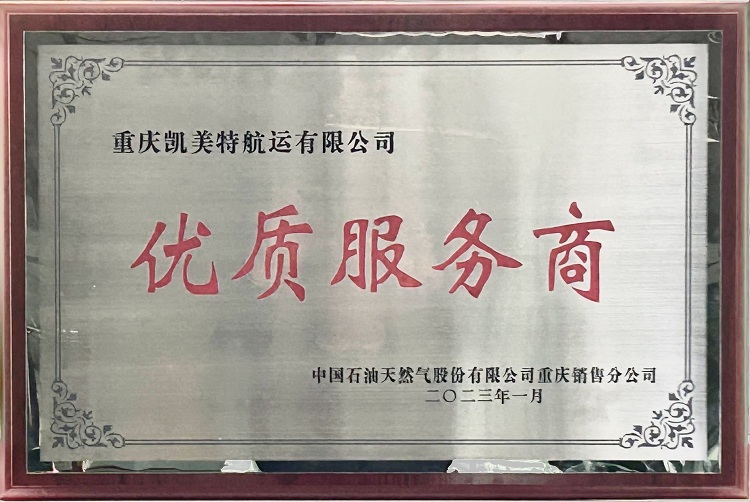 重庆凯美特航运有限公司
优质服务商
中国石油天然气股份有限公司重庆销售分公司
二〇二三年一月